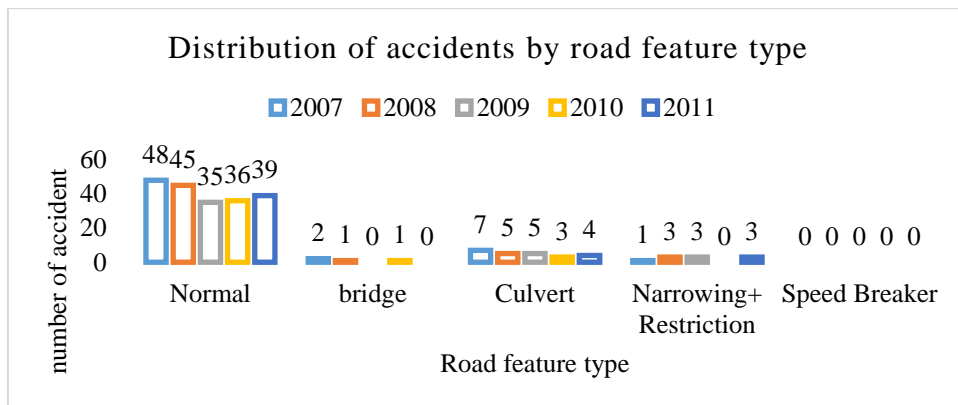 Distribution of accidents by road feature type
2007 2008 2009 2010 2011
number of accident
60
40
20
0
48 45 35 36 39
2 1 0 1 0
7 5 5 3 4
1 3 3 0 3
0 0 0 0 0
Normal
bridge
Culvert
Narrowing+
Restriction
Speed Breaker
Road feature type